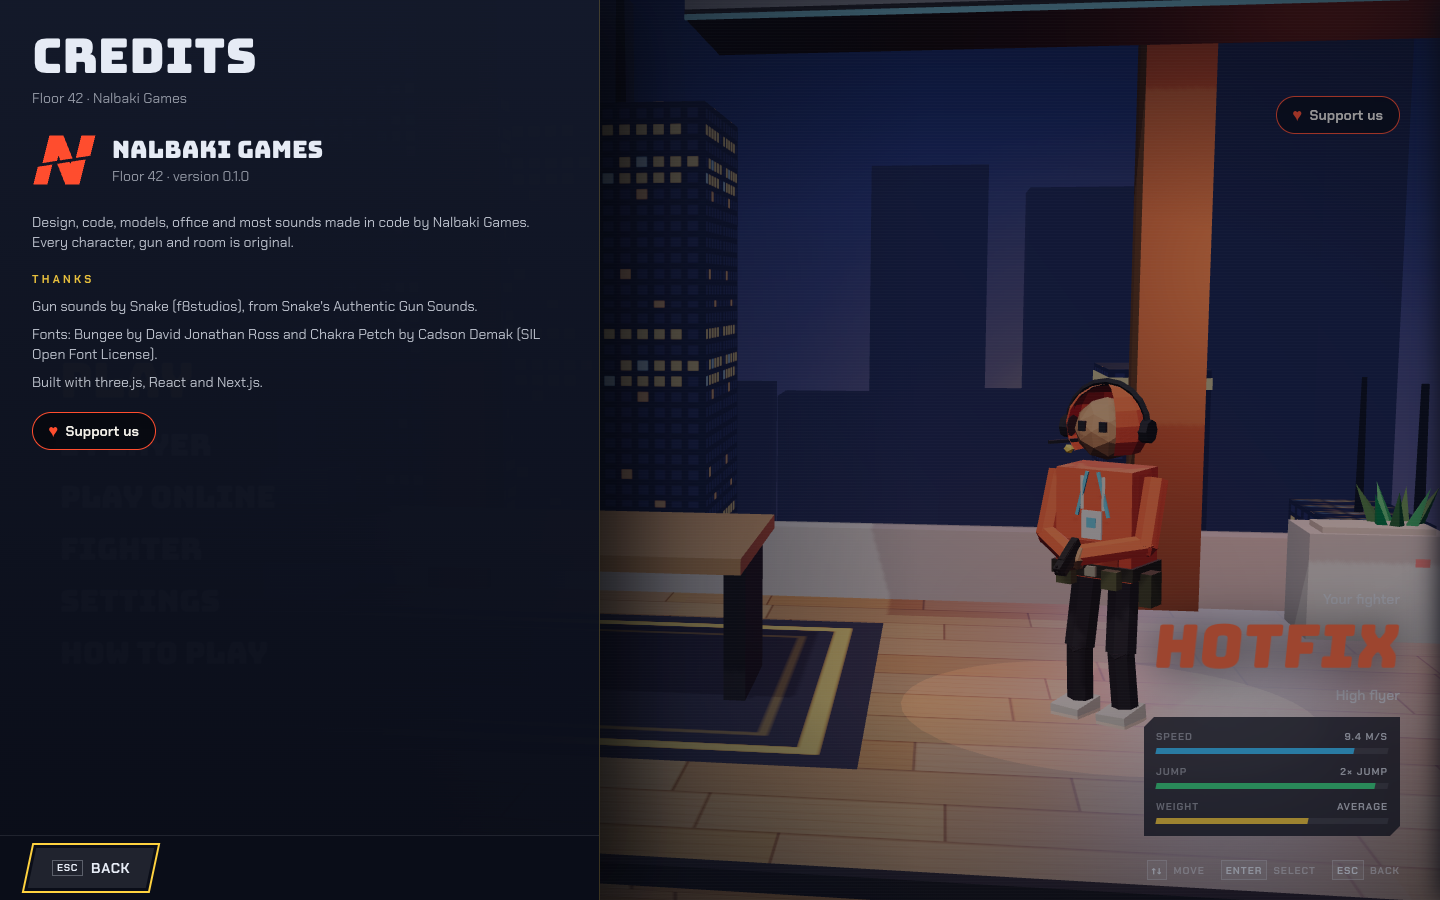 CREDITS
Floor 42 · Nalbaki Games
NALBAKI GAMES
Floor 42 · version 0.1.0
Design, code, models, office and most sounds made in code by Nalbaki Games.
Every character, gun and room is original.
THANKS
Gun sounds by Snake (f8studios), from Snake's Authentic Gun Sounds.
Fonts: Bungee by David Jonathan Ross and Chakra Petch by Cadson Demak (SIL
Open Font License).
Built with three.js, React and Next.js.
♥ Support us
PLAY ONLINE
FIGHTER
SETTINGS
HOW TO PLAY
ESC BACK
♥ Support us
Your fighter
HOTFIX
High flyer
SPEED 9.4 M/S
JUMP 2× JUMP
WEIGHT AVERAGE
↑↓ MOVE ENTER SELECT ESC BACK